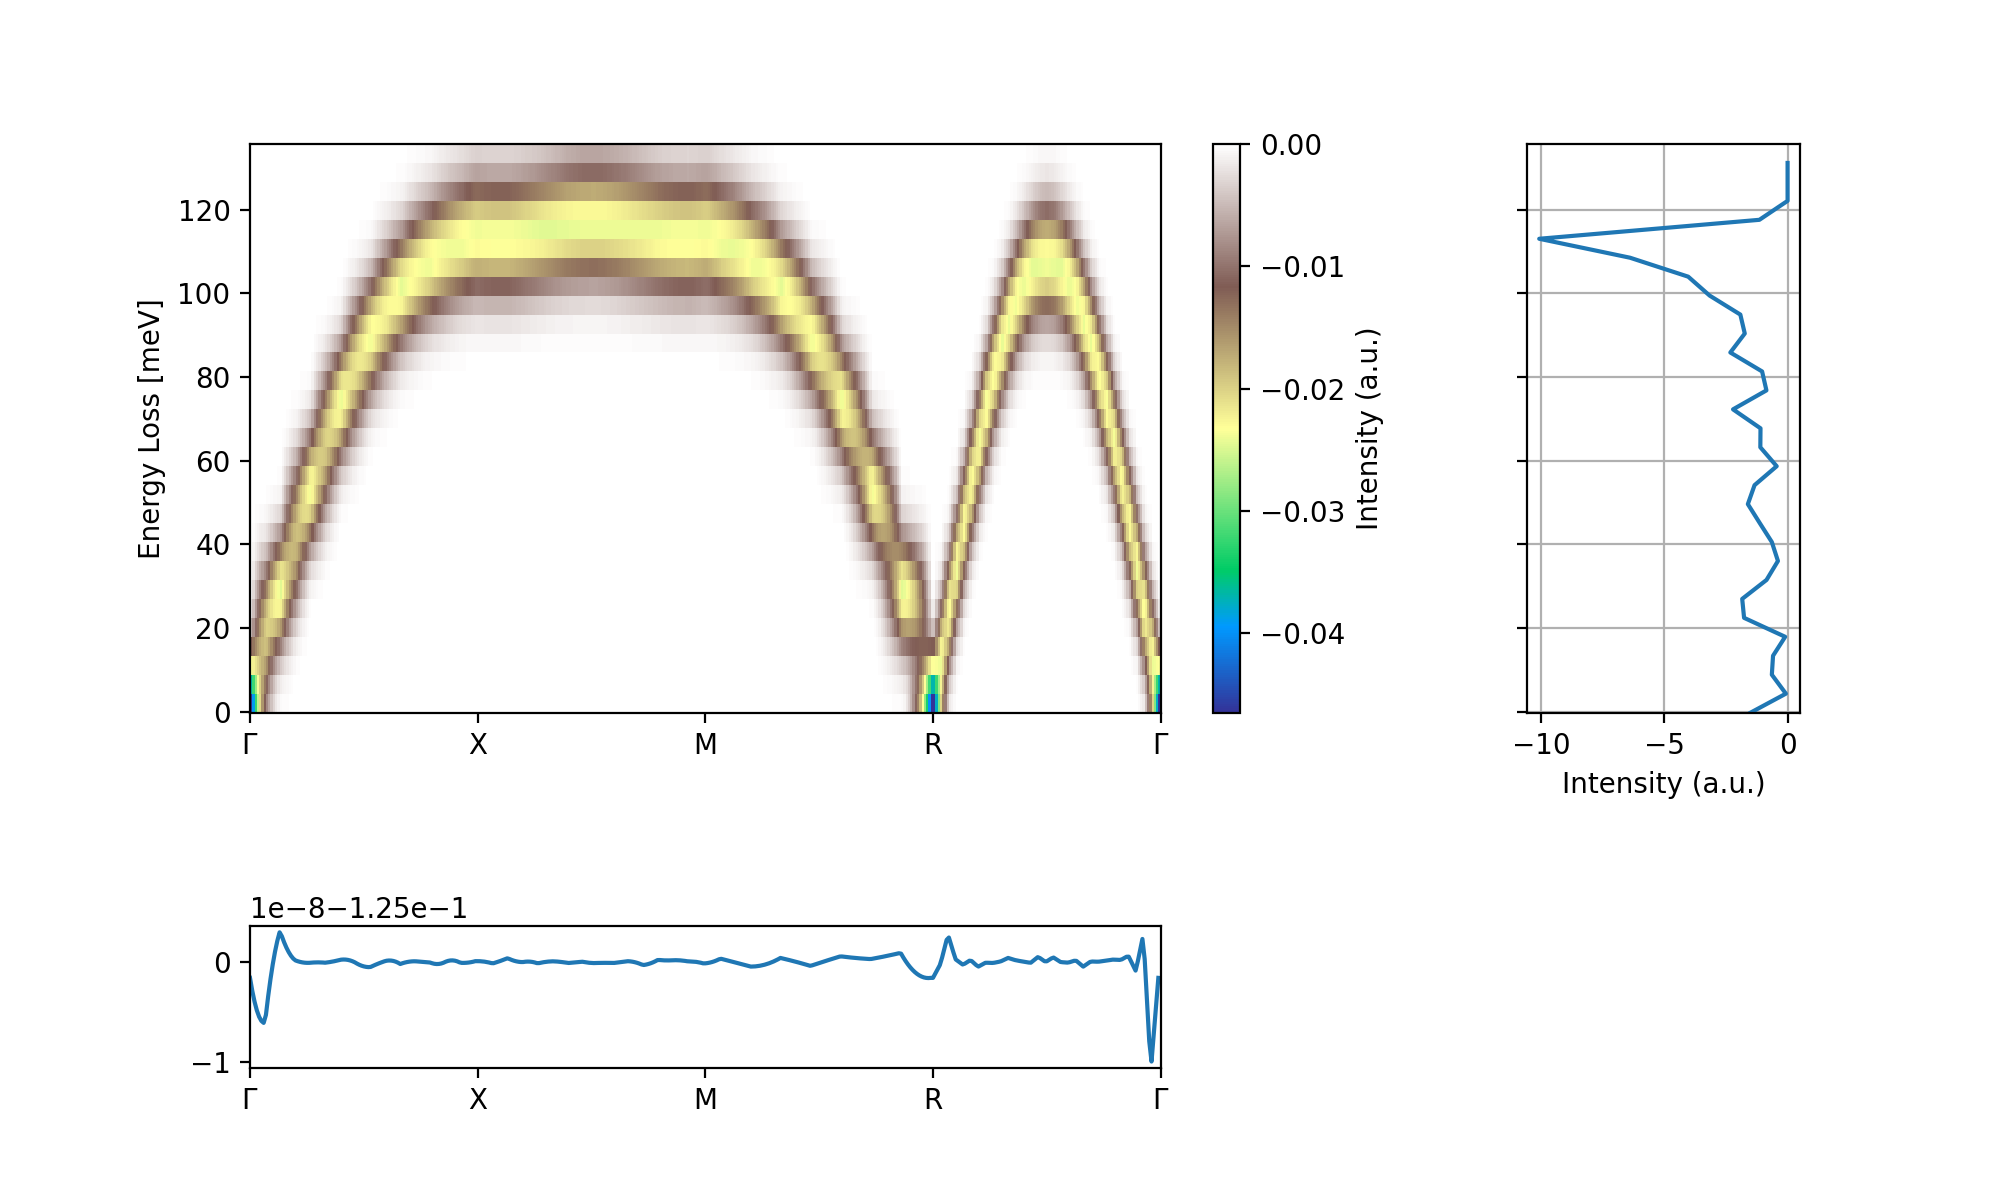 Energy Loss [meV]
120
100
80
60
40
20
0
Γ
X
M
R
Γ
0.00
−0.01
−0.02
−0.03
−0.04
Intensity (a.u.)
−10
−5
0
Intensity (a.u.)
1e−8−1.25e−1
0
−1
Γ
X
M
R
Γ